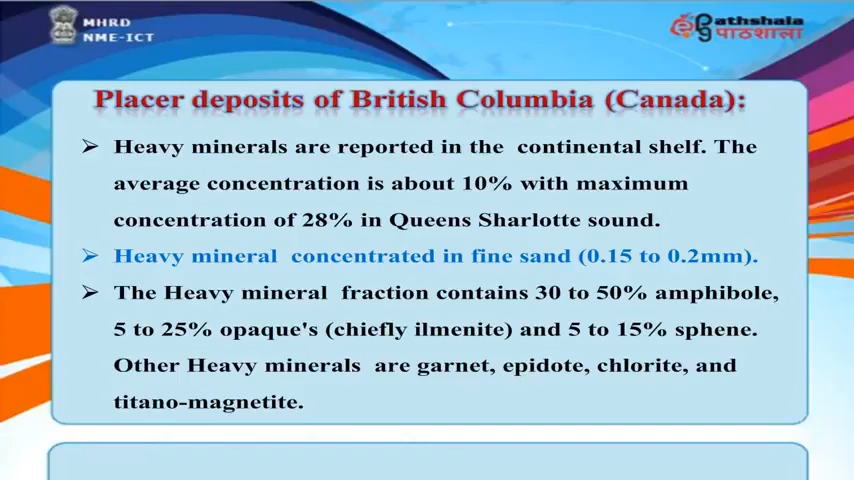 MHRD
NME-ICT
pathshala
पाठशाला
Placer deposits of British Columbia (Canada):
➢ Heavy minerals are reported in the continental shelf. The
average concentration is about 10% with maximum
concentration of 28% in Queens Sharlotte sound.
➢ Heavy mineral concentrated in fine sand (0.15 to 0.2mm).
➢ The Heavy mineral fraction contains 30 to 50% amphibole,
5 to 25% opaque's (chiefly ilmenite) and 5 to 15% sphene.
Other Heavy minerals are garnet, epidote, chlorite, and
titano-magnetite.